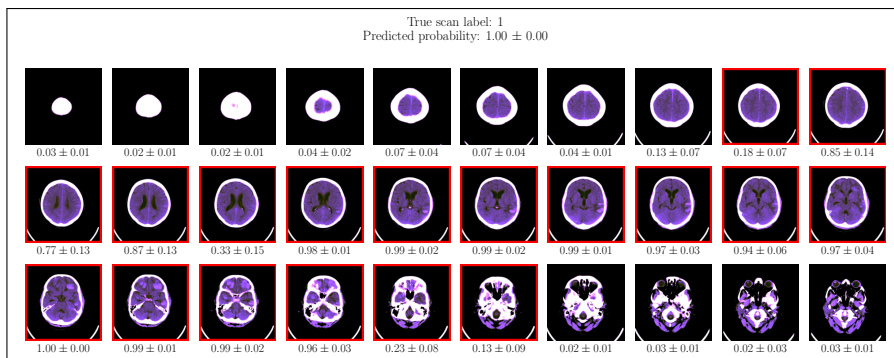 True scan label: 1
Predicted probability: 1.00 ± 0.00
0.03 ± 0.01 0.02 ± 0.01 0.02 ± 0.01 0.04 ± 0.02 0.07 ± 0.04 0.07 ± 0.04 0.04 ± 0.01 0.13 ± 0.07 0.18 ± 0.07 0.85 ± 0.14
0.77 ± 0.13 0.87 ± 0.13 0.33 ± 0.15 0.98 ± 0.01 0.99 ± 0.02 0.99 ± 0.02 0.99 ± 0.01 0.97 ± 0.03 0.94 ± 0.06 0.97 ± 0.04
1.00 ± 0.00 0.99 ± 0.01 0.99 ± 0.02 0.96 ± 0.03 0.23 ± 0.08 0.13 ± 0.09 0.02 ± 0.01 0.03 ± 0.01 0.02 ± 0.03 0.03 ± 0.01